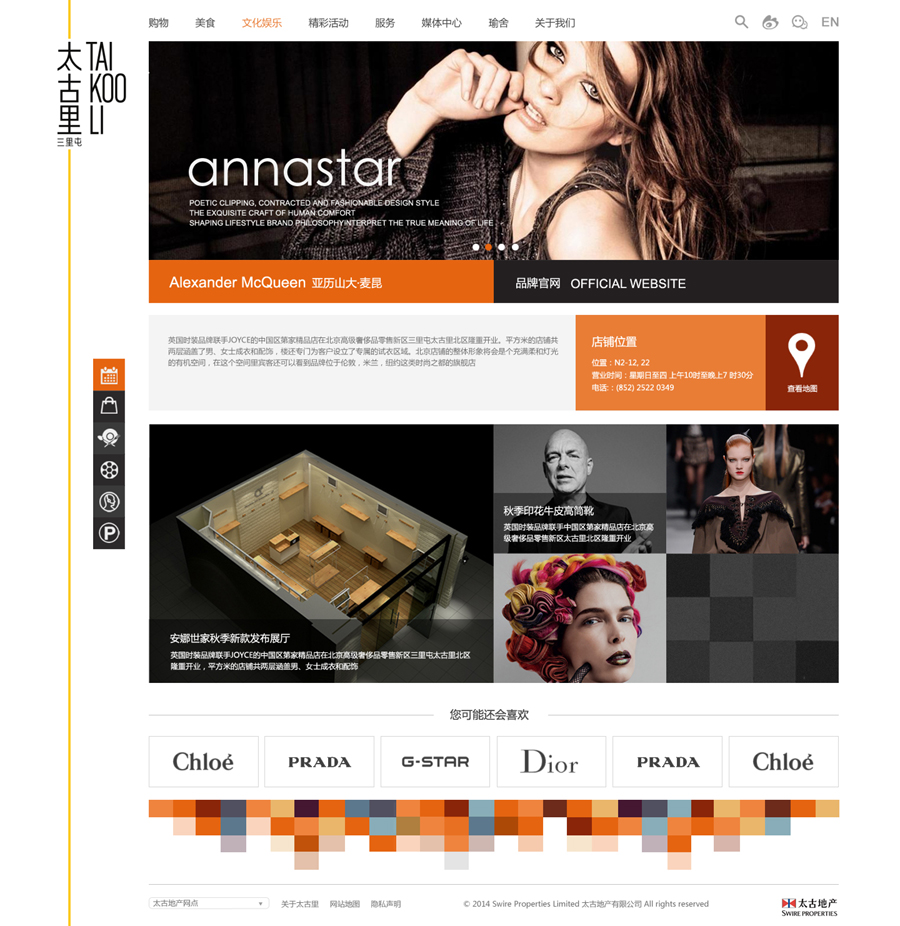 购物 美食 文化娱乐 精彩活动 服务 媒体中心 瑜舍 关于我们 EN
太古里
三里屯
TAI
KOO
LI
annastar
POETIC CLIPPING, CONTRACTED AND FASHIONABLE DESIGN STYLE
THE EXQUISITE CRAFT OF HUMAN COMFORT
SHAPING LIFESTYLE BRAND PHILOSOPHYINTERPRET THE TRUE MEANING OF LIFE
Alexander McQueen 亚历山大·麦昆
品牌官网 OFFICIAL WEBSITE
英国时装品牌联手JOYCE的中国区第家精品店在北京高级奢侈品零售新区三里屯太古里北区隆重开业。平方米的店铺共
两层涵盖了男、女士成衣和配饰，楼还专门为客户设立了专属的试衣区域。北京店铺的整体形象将会是个充满柔和灯光
的有机空间，在这个空间里宾客还可以看到品牌位于伦敦，米兰，纽约这类时尚之都的旗舰店
店铺位置
位置：N2-12, 22
营业时间：星期日至四 上午10时至晚上7 时30分
电话：: (852) 2522 0349
查看地图
P
秋季印花牛皮高筒靴
英国时装品牌联手中国区第家精品店在北京高
级奢侈品零售新区太古里北区隆重开业
安娜世家秋季新款发布展厅
英国时装品牌联手JOYCE的中国区第家精品店在北京高级奢侈品零售新区三里屯太古里北区
隆重开业，平方米的店铺共两层涵盖男、女士成衣和配饰
您可能还会喜欢
Chloé PRADA G-STAR Dior PRADA Chloé
太古地产网点 关于太古里 网站地图 隐私声明 © 2014 Swire Properties Limited 太古地产有限公司 All rights reserved
太古地产
SWIRE PROPERTIES